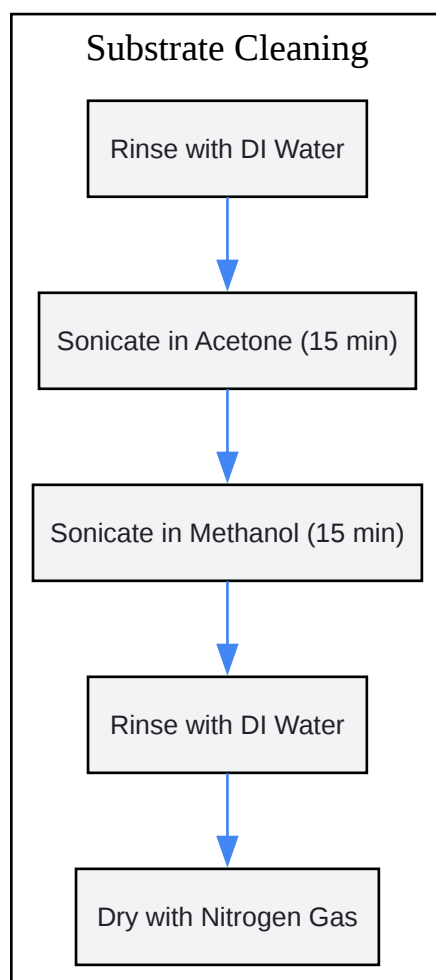 Substrate Cleaning
Rinse with DI Water
Sonicate in Acetone (15 min)
Sonicate in Methanol (15 min)
Rinse with DI Water
Dry with Nitrogen Gas